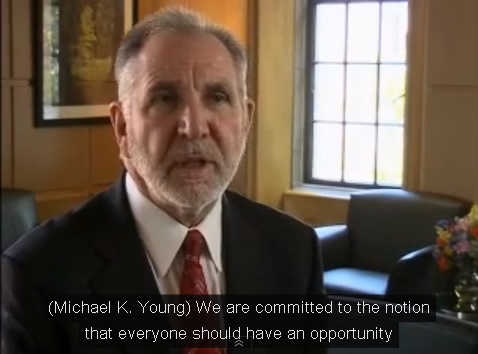 (Michael K. Young) We are committed to the notion
that everyone should have an opportunity